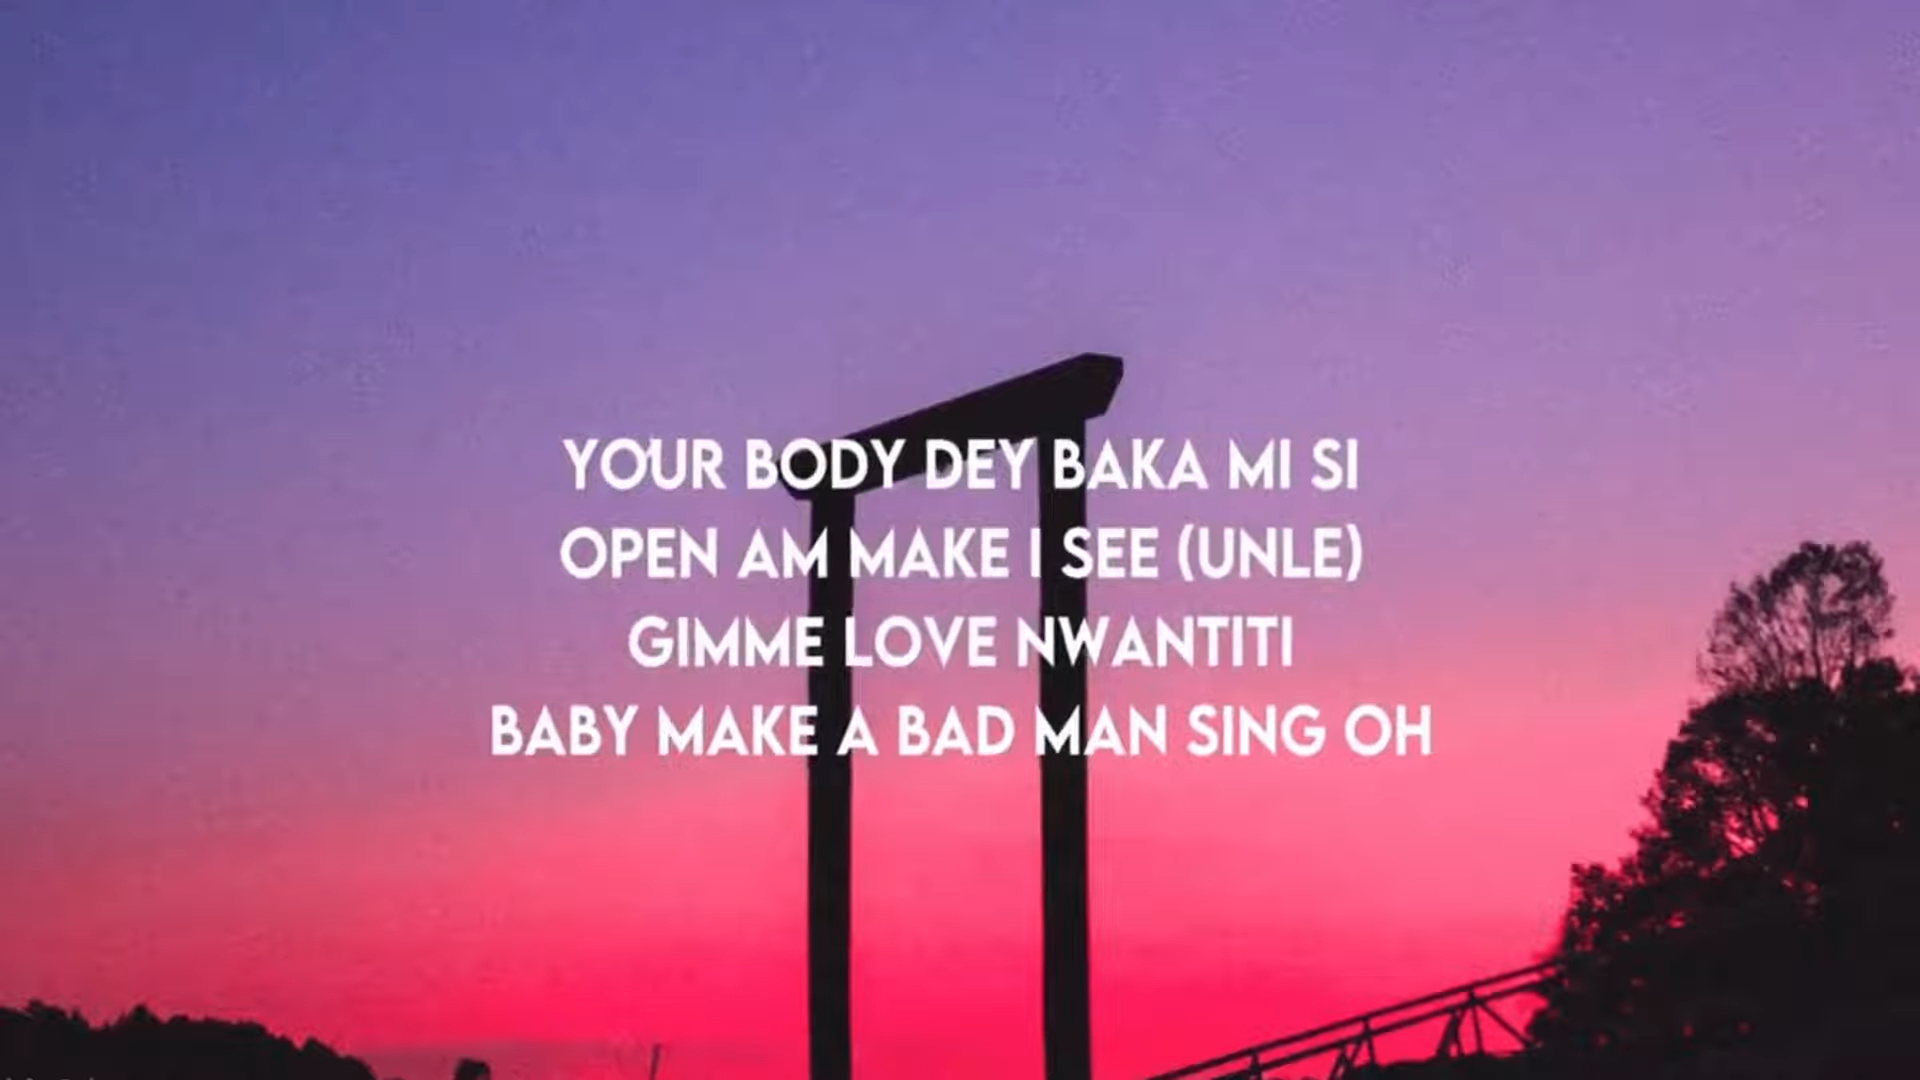 YOUR BODY DEY BAKA MI SI
OPEN AM MAKE I SEE (UNLE)
GIMME LOVE NWANTITI
BABY MAKE A BAD MAN SING OH